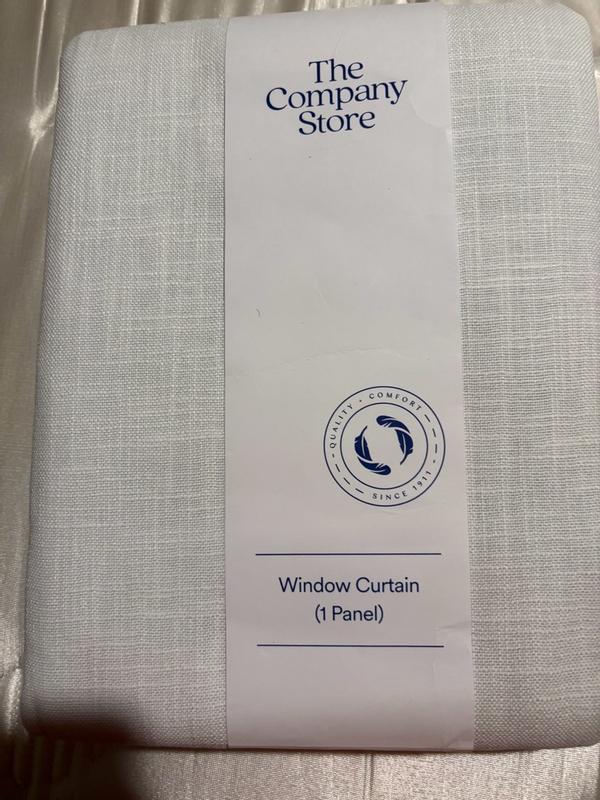 The
Company
Store
QUALITY · COMFORT
SINCE 1911
Window Curtain
(1 Panel)